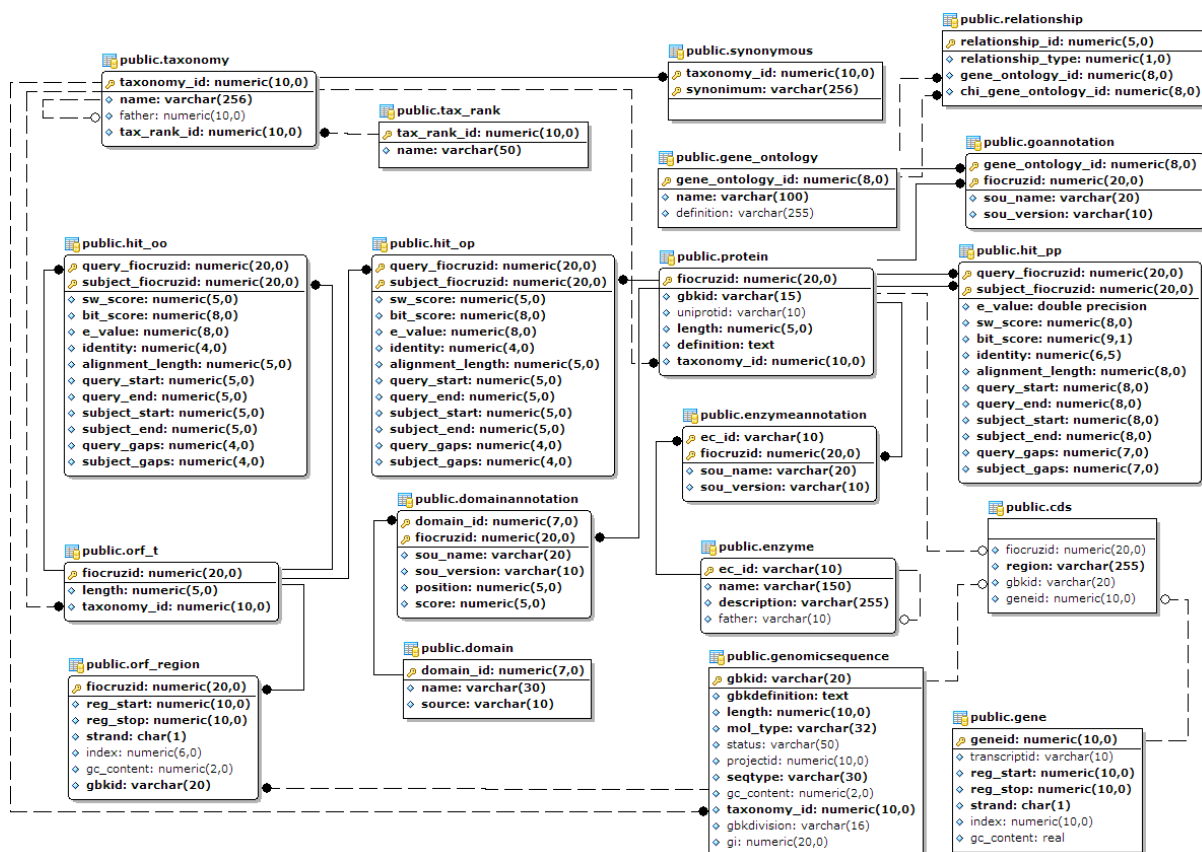 public.taxonomy
taxonomy_id: numeric(10,0)
name: varchar(256)
father: numeric(10,0)
tax_rank_id: numeric(10,0)
public.tax_rank
tax_rank_id: numeric(10,0)
name: varchar(50)
public.synonymous
taxonomy_id: numeric(10,0)
synonimum: varchar(256)
public.relationship
relationship_id: numeric(5,0)
relationship_type: numeric(1,0)
gene_ontology_id: numeric(8,0)
chi_gene_ontology_id: numeric(8,0)
public.gene_ontology
gene_ontology_id: numeric(8,0)
name: varchar(100)
definition: varchar(255)
public.goannotation
gene_ontology_id: numeric(8,0)
fiocruzid: numeric(20,0)
sou_name: varchar(20)
sou_version: varchar(10)
public.hit_oo
query_fiocruzid: numeric(20,0)
subject_fiocruzid: numeric(20,0)
sw_score: numeric(5,0)
bit_score: numeric(8,0)
e_value: numeric(8,0)
identity: numeric(4,0)
alignment_length: numeric(5,0)
query_start: numeric(5,0)
query_end: numeric(5,0)
subject_start: numeric(5,0)
subject_end: numeric(5,0)
query_gaps: numeric(4,0)
subject_gaps: numeric(4,0)
public.hit_op
query_fiocruzid: numeric(20,0)
subject_fiocruzid: numeric(20,0)
sw_score: numeric(5,0)
bit_score: numeric(8,0)
e_value: numeric(8,0)
identity: numeric(4,0)
alignment_length: numeric(5,0)
query_start: numeric(5,0)
query_end: numeric(5,0)
subject_start: numeric(5,0)
subject_end: numeric(5,0)
query_gaps: numeric(4,0)
subject_gaps: numeric(4,0)
public.protein
fiocruzid: numeric(20,0)
gbkid: varchar(15)
uniprotid: varchar(10)
length: numeric(5,0)
definition: text
taxonomy_id: numeric(10,0)
public.hit_pp
query_fiocruzid: numeric(20,0)
subject_fiocruzid: numeric(20,0)
e_value: double precision
sw_score: numeric(8,0)
bit_score: numeric(9,1)
identity: numeric(6,5)
alignment_length: numeric(8,0)
query_start: numeric(8,0)
query_end: numeric(8,0)
subject_start: numeric(8,0)
subject_end: numeric(8,0)
query_gaps: numeric(7,0)
subject_gaps: numeric(7,0)
public.enzymeannotation
ec_id: varchar(10)
fiocruzid: numeric(20,0)
sou_name: varchar(20)
sou_version: varchar(10)
public.domainannotation
domain_id: numeric(7,0)
fiocruzid: numeric(20,0)
sou_name: varchar(20)
sou_version: varchar(10)
position: numeric(5,0)
score: numeric(5,0)
public.cds
fiocruzid: numeric(20,0)
region: varchar(255)
gbkid: varchar(20)
geneid: numeric(10,0)
public.orf_t
fiocruzid: numeric(20,0)
length: numeric(5,0)
taxonomy_id: numeric(10,0)
public.enzyme
ec_id: varchar(10)
name: varchar(150)
description: varchar(255)
father: varchar(10)
public.domain
domain_id: numeric(7,0)
name: varchar(30)
source: varchar(10)
public.orf_region
fiocruzid: numeric(20,0)
reg_start: numeric(10,0)
reg_stop: numeric(10,0)
strand: char(1)
index: numeric(6,0)
gc_content: numeric(2,0)
gbkid: varchar(20)
public.genomicsequence
gbkid: varchar(20)
gbkdefinition: text
length: numeric(10,0)
mol_type: varchar(32)
status: varchar(50)
projectid: numeric(10,0)
seqtype: varchar(30)
gc_content: numeric(2,0)
taxonomy_id: numeric(10,0)
gbkdivision: varchar(16)
gi: numeric(20,0)
public.gene
geneid: numeric(10,0)
transcriptid: varchar(10)
reg_start: numeric(10,0)
reg_stop: numeric(10,0)
strand: char(1)
index: numeric(10,0)
gc_content: real